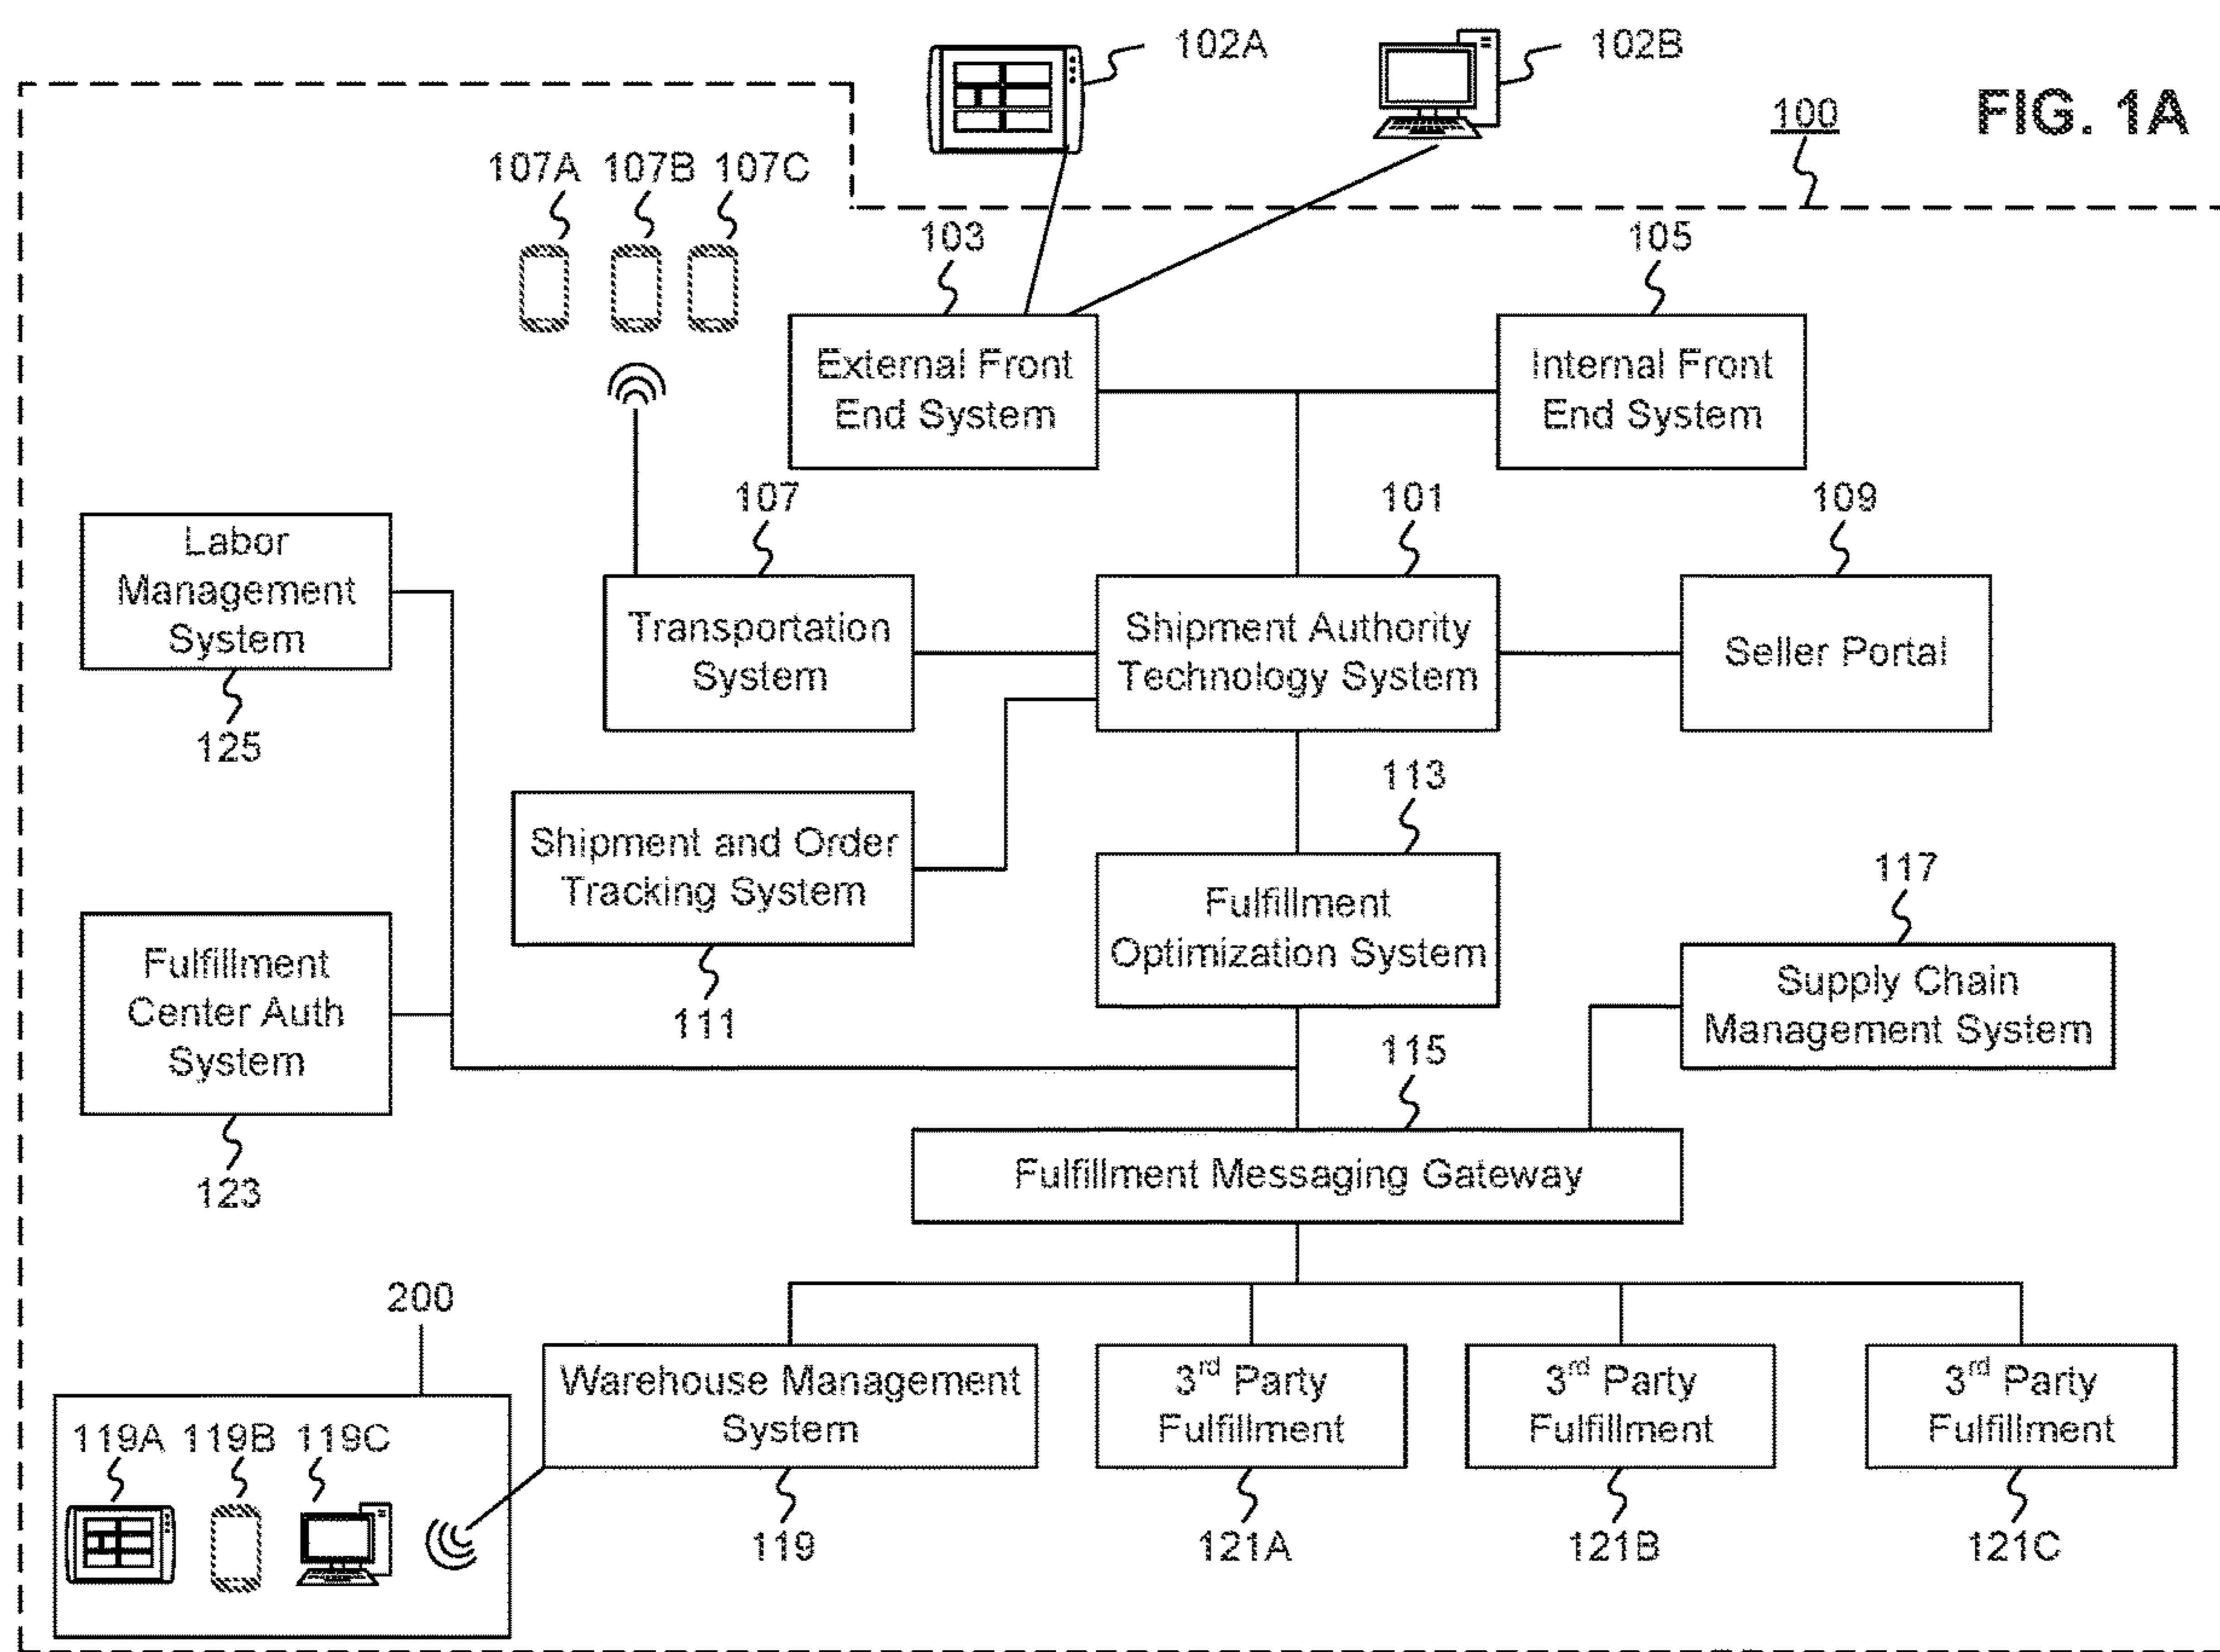 102A
102B
100
FIG. 1A
107A 107B 107C
103
105
External Front
End System
Internal Front
End System
107
101
109
Labor
Management
System
Transportation
System
Shipment Authority
Technology System
Seller Portal
125
113
Shipment and Order
Tracking System
117
Fulfillment
Optimization System
Fulfillment
Center Auth
System
Supply Chain
Management System
111
115
Fulfillment Messaging Gateway
123
200
Warehouse Management
System
3rd Party
Fulfillment
3rd Party
Fulfillment
3rd Party
Fulfillment
119A 119B 119C
119
121A
121B
121C